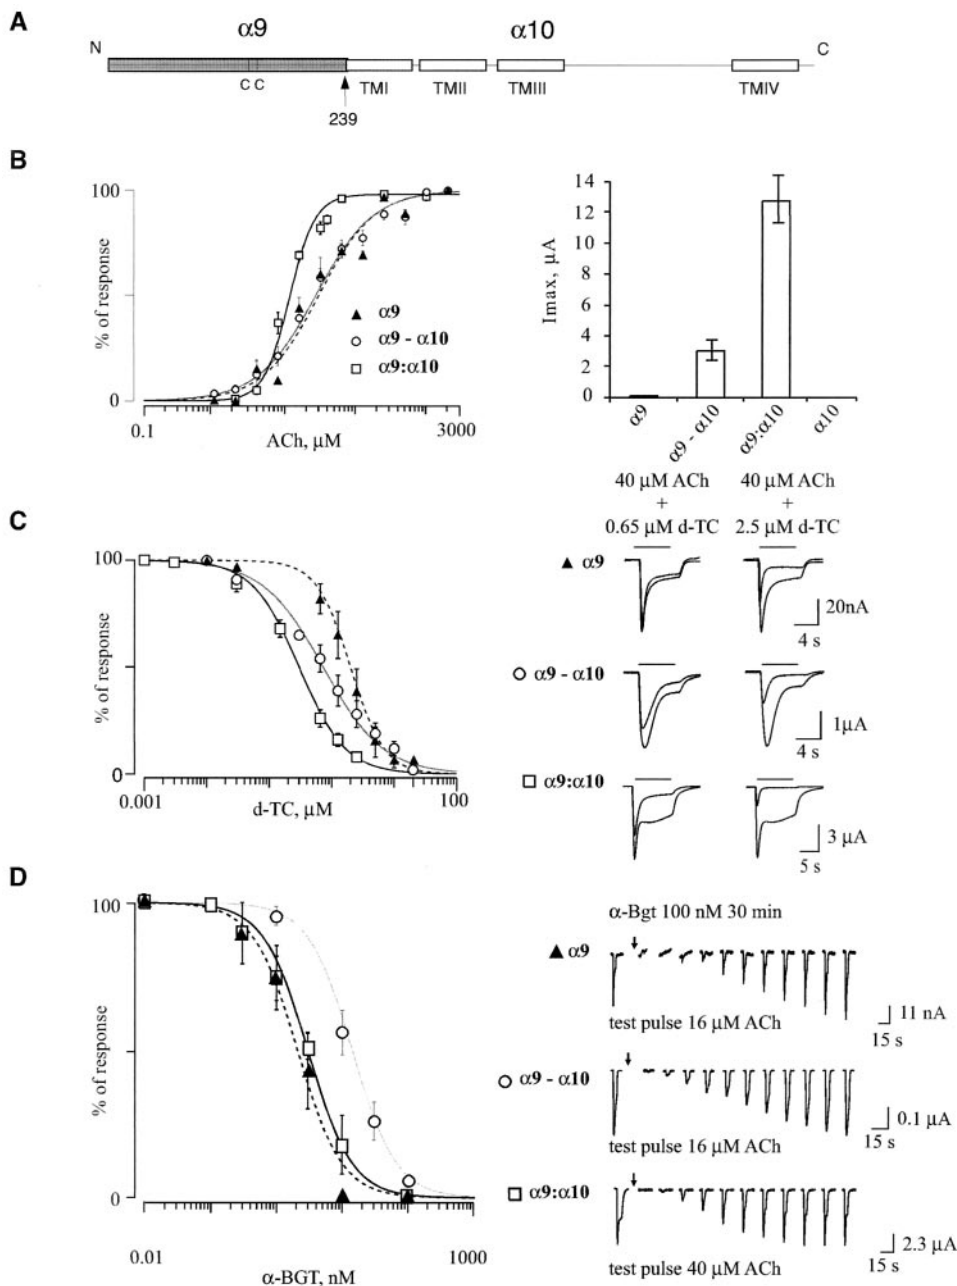 A
α9 α10
N C
C C TMI TMII TMIII TMIV
239
B
100
% of response
0
0.1 3000
ACh, μM
α9
α9 - α10
α9:α10
14
12
10
8
6
4
2
0
Imax, μA
α9 α9 - α10 α9:α10 α10
C
100
% of response
0
0.001 100
d-TC, μM
40 μM ACh 40 μM ACh
+ +
0.65 μM d-TC 2.5 μM d-TC
α9
20nA
4 s
α9 - α10
1μA
4 s 4 s
α9:α10
3 μA
5 s 5 s
D
100
% of response
0
0.01 1000
α-BGT, nM
α-Bgt 100 nM 30 min
α9
11 nA
15 s
test pulse 16 μM ACh
α9 - α10
0.1 μA
15 s
test pulse 16 μM ACh
α9:α10
2.3 μA
15 s
test pulse 40 μM ACh